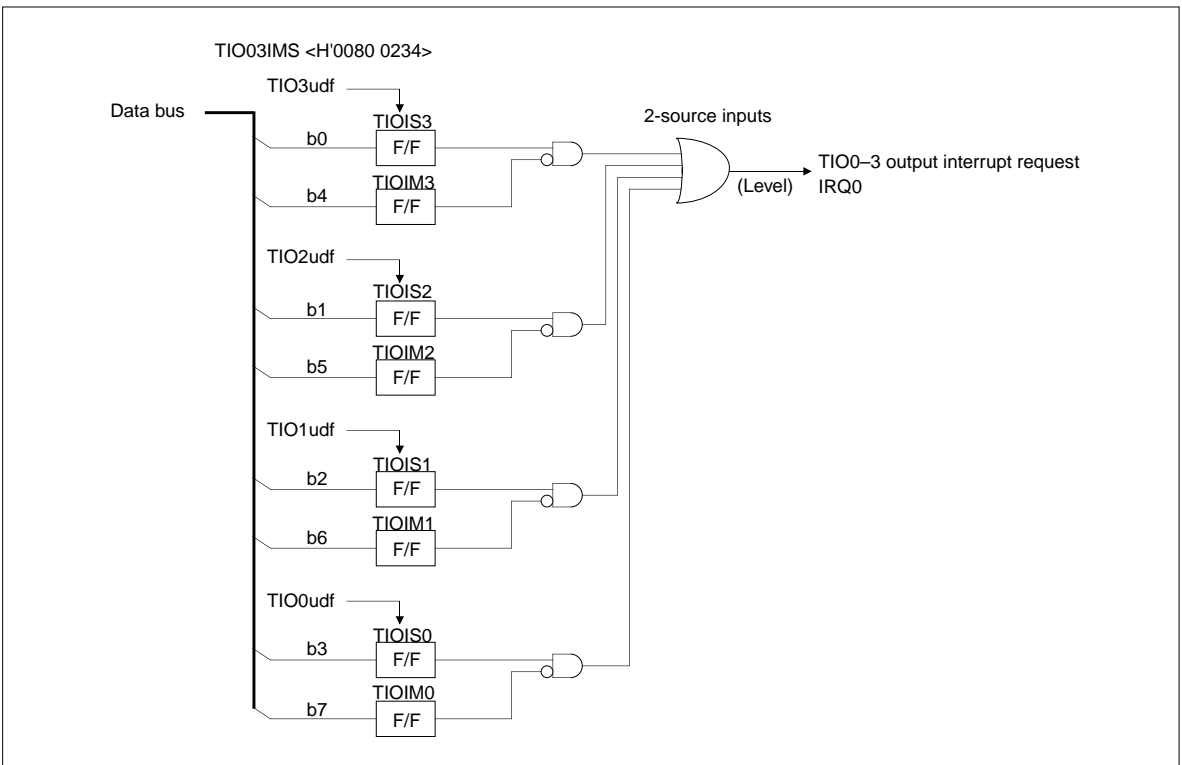 TIO03IMS <H'0080 0234>
TIO3udf
Data bus
TIOIS3
2-source inputs
b0
F/F
TIO0–3 output interrupt request
(Level)
IRQ0
TIOIM3
b4
F/F
TIO2udf
TIOIS2
b1
F/F
TIOIM2
b5
F/F
TIO1udf
TIOIS1
b2
F/F
TIOIM1
b6
F/F
TIO0udf
TIOIS0
b3
F/F
TIOIM0
b7
F/F